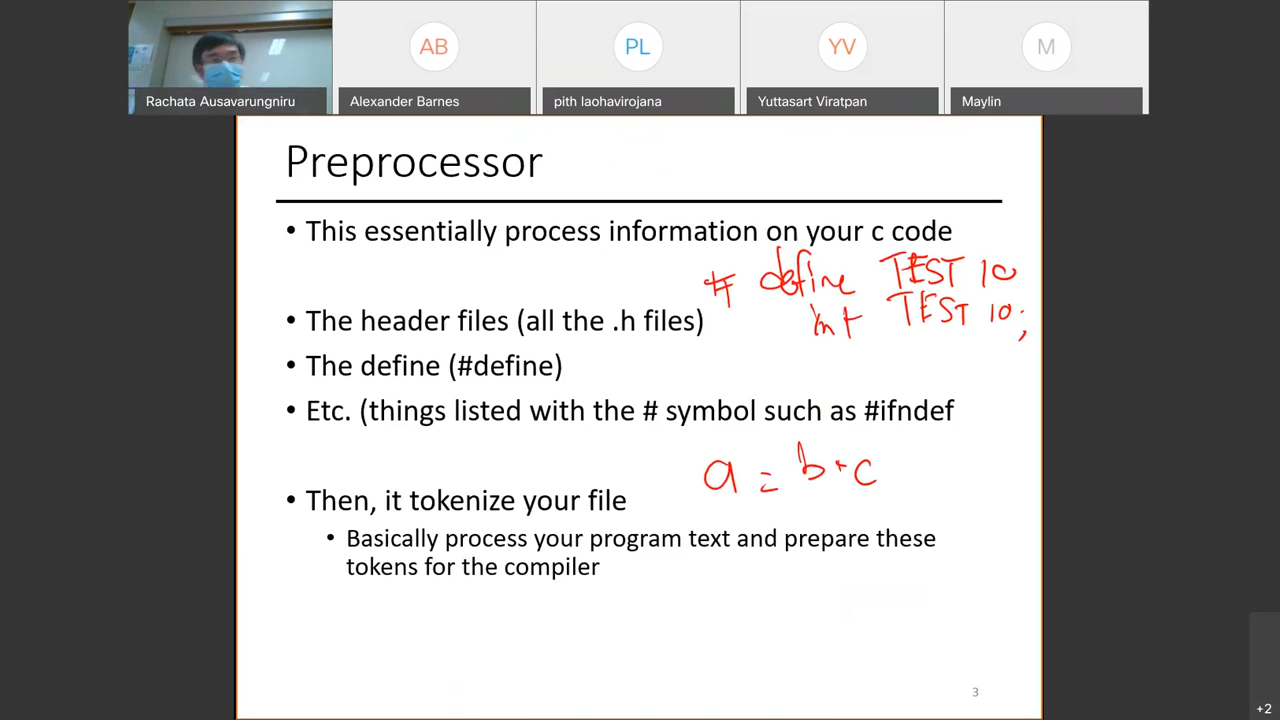 AB
PL
YV
M
Rachata Ausavarungniru
Alexander Barnes
pith laohavirojana
Yuttasart Viratpan
Maylin
Preprocessor
• This essentially process information on your c code
# define TEST 10
int TEST 10;
• The header files (all the .h files)
• The define (#define)
• Etc. (things listed with the # symbol such as #ifndef
a = b+c
• Then, it tokenize your file
• Basically process your program text and prepare these
tokens for the compiler
3
+2